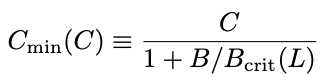 C_min(C) ≡ C / (1 + B/B_crit(L))